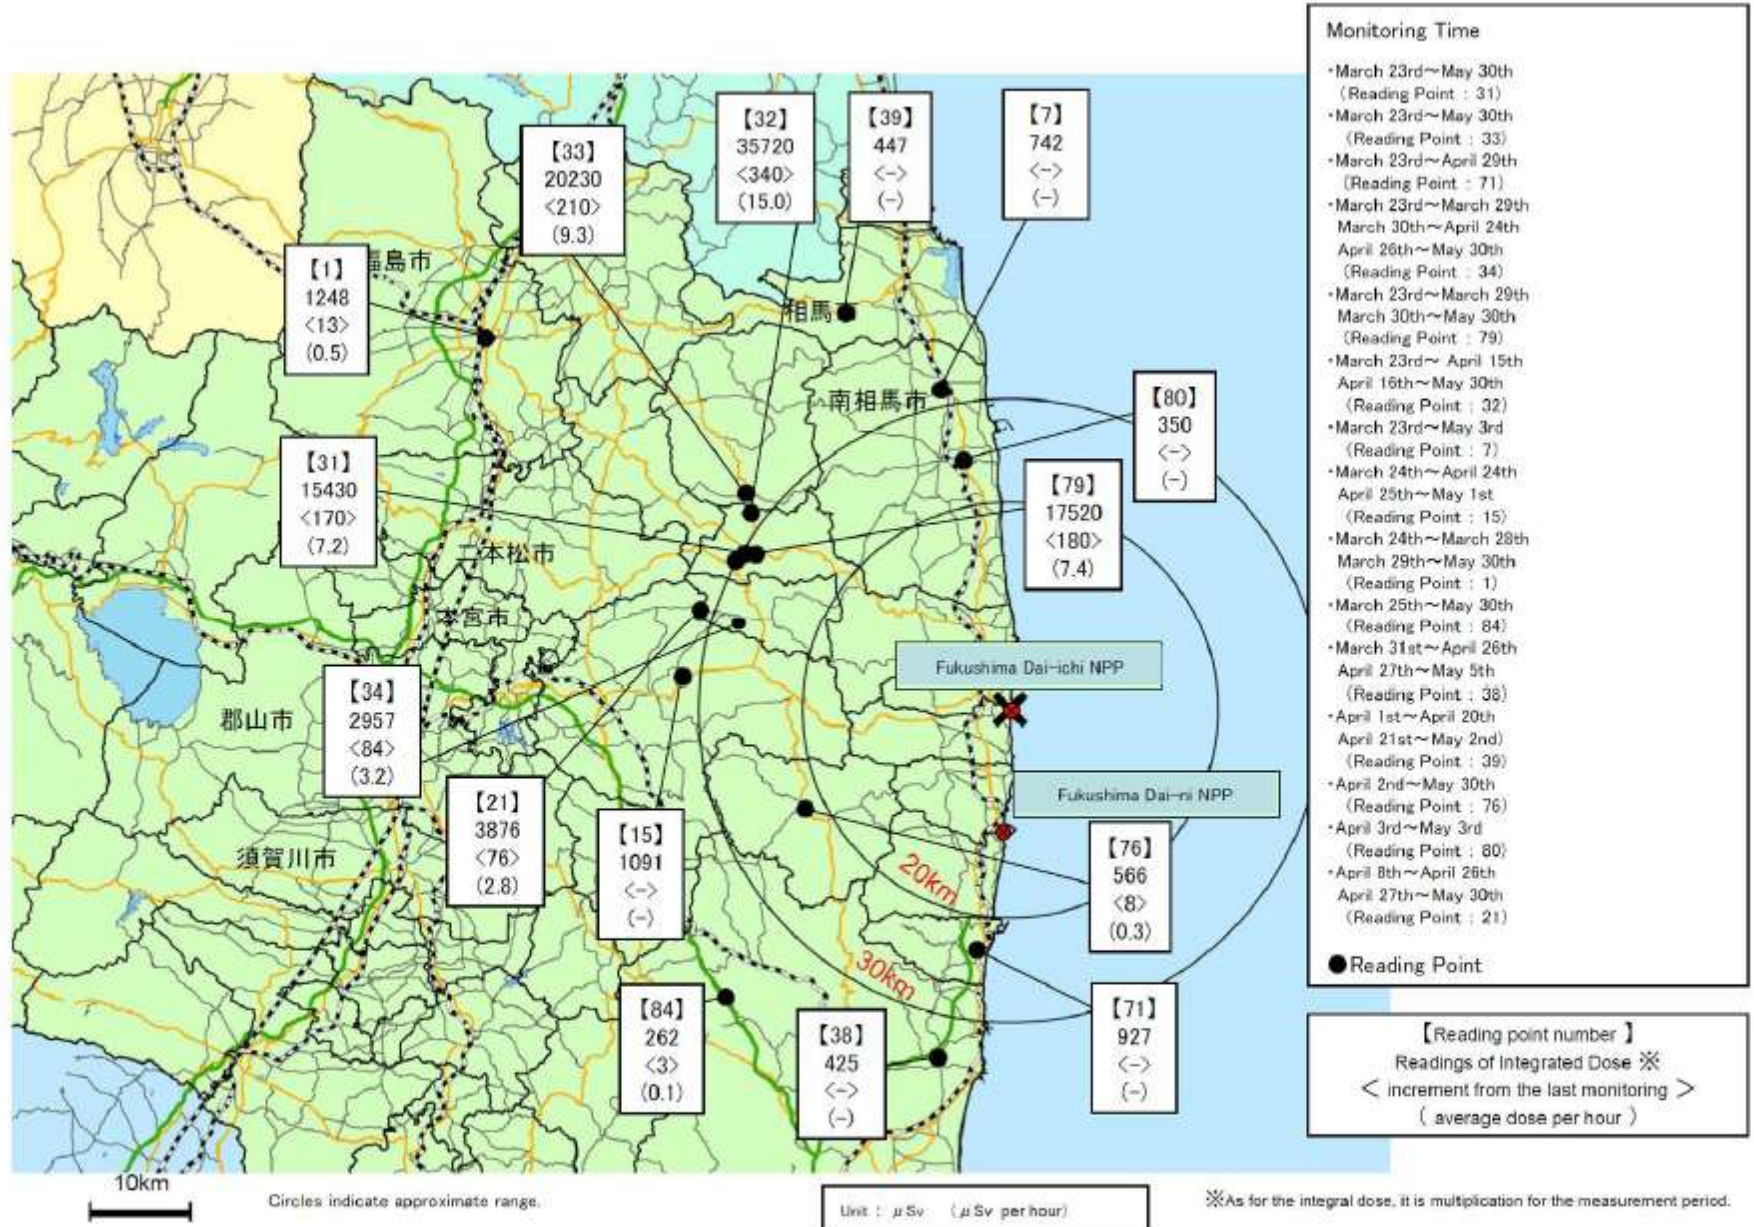 Monitoring Time
・March 23rd～May 30th
(Reading Point : 31)
・March 23rd～May 30th
(Reading Point : 33)
・March 23rd～April 29th
(Reading Point : 71)
・March 23rd～March 29th
March 30th～April 24th
April 26th～May 30th
(Reading Point : 34)
・March 23rd～March 29th
March 30th～May 30th
(Reading Point : 79)
・March 23rd～ April 15th
April 16th～May 30th
(Reading Point : 32)
・March 23rd～May 3rd
(Reading Point : 7)
・March 24th～April 24th
April 25th～May 1st
(Reading Point : 15)
・March 24th～March 28th
March 29th～May 30th
(Reading Point : 1)
・March 25th～May 30th
(Reading Point : 84)
・March 31st～April 26th
April 27th～May 5th
(Reading Point : 38)
・April 1st～April 20th
April 21st～May 2nd)
(Reading Point : 39)
・April 2nd～May 30th
(Reading Point : 76)
・April 3rd～May 3rd
(Reading Point : 80)
・April 8th～April 26th
April 27th～May 30th
(Reading Point : 21)
●Reading Point
【Reading point number 】
Readings of Integrated Dose ※
< increment from the last monitoring >
( average dose per hour )
【33】
20230
<210>
(9.3)
【32】
35720
<340>
(15.0)
【39】
447
<->
(-)
【7】
742
<->
(-)
【1】
1248
<13>
(0.5)
福島市
相馬
南相馬市
【80】
350
<->
(-)
【31】
15430
<170>
(7.2)
【79】
17520
<180>
(7.4)
二本松市
本宮市
Fukushima Dai-ichi NPP
【34】
2957
<84>
(3.2)
郡山市
Fukushima Dai-ni NPP
【21】
3876
<76>
(2.8)
【15】
1091
<->
(-)
【76】
566
<8>
(0.3)
須賀川市
20km
30km
【84】
262
<3>
(0.1)
【38】
425
<->
(-)
【71】
927
<->
(-)
10km
Circles indicate approximate range.
Unit : μSv (μSv per hour)
※As for the integral dose, it is multiplication for the measurement period.